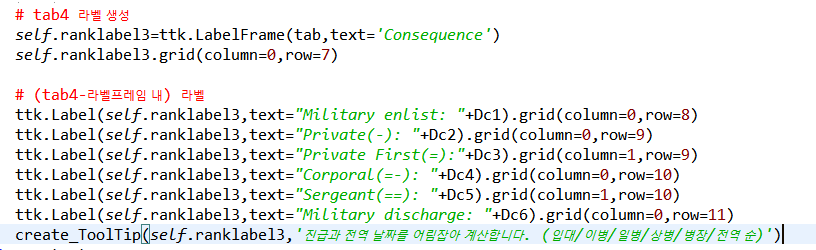 # tab4 라벨 생성
self.ranklabel3=ttk.LabelFrame(tab,text='Consequence')
self.ranklabel3.grid(column=0,row=7)
# (tab4-라벨프레임 내) 라벨
ttk.Label(self.ranklabel3,text="Military enlist: "+Dc1).grid(column=0,row=8)
ttk.Label(self.ranklabel3,text="Private(-): "+Dc2).grid(column=0,row=9)
ttk.Label(self.ranklabel3,text="Private First(=):"+Dc3).grid(column=1,row=9)
ttk.Label(self.ranklabel3,text="Corporal(=-): "+Dc4).grid(column=0,row=10)
ttk.Label(self.ranklabel3,text="Sergeant(==): "+Dc5).grid(column=1,row=10)
ttk.Label(self.ranklabel3,text="Military discharge: "+Dc6).grid(column=0,row=11)
create_ToolTip(self.ranklabel3,'진급과 전역 날짜를 어림잡아 계산합니다. (입대/이병/일병/상병/병장/전역 순)')